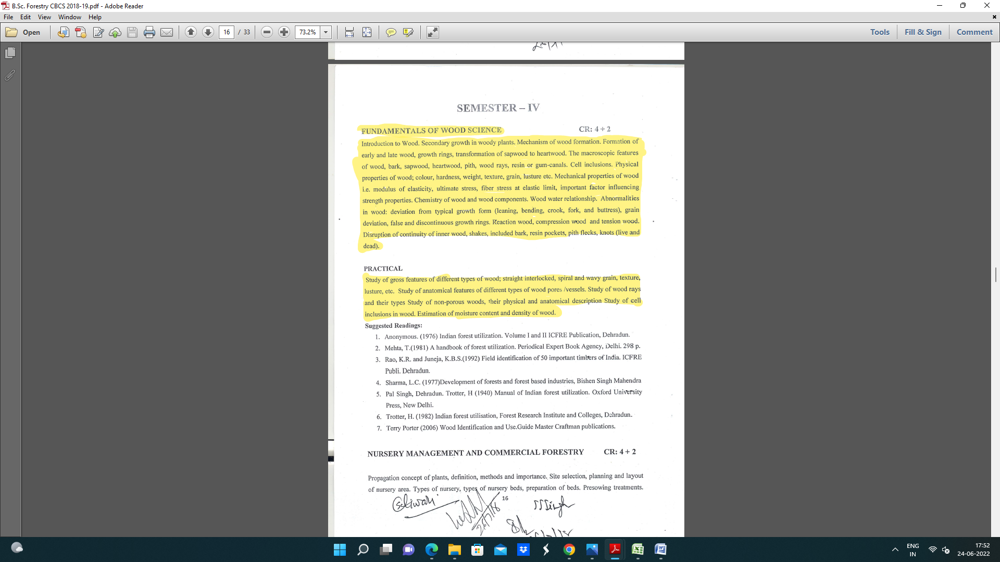 B.Sc. Forestry CBCS 2018-19.pdf - Adobe Reader
File Edit View Window Help
Open 16 / 33 73.2% Tools Fill & Sign Comment
SEMESTER – IV
FUNDAMENTALS OF WOOD SCIENCE CR: 4 + 2
Introduction to Wood. Secondary growth in woody plants. Mechanism of wood formation. Formation of
early and late wood, growth rings, transformation of sapwood to heartwood. The macroscopic features
of wood, bark, sapwood, heartwood, pith, wood rays, resin or gum-canals. Cell inclusions. Physical
properties of wood; colour, hardness, weight, texture, grain, lusture etc. Mechanical properties of wood
i.e. modulus of elasticity, ultimate stress, fiber stress at elastic limit, important factor influencing
strength properties. Chemistry of wood and wood components. Wood water relationship. Abnormalities
in wood: deviation from typical growth form (leaning, bending, crook, fork, and buttress), grain
deviation, false and discontinuous growth rings. Reaction wood, compression wood and tension wood.
Disruption of continuity of inner wood, shakes, included bark, resin pockets, pith flecks, knots (live and
dead).
PRACTICAL
Study of gross features of different types of wood; straight interlocked, spiral and wavy grain, texture,
lusture, etc. Study of anatomical features of different types of wood pores /vessels. Study of wood rays
and their types Study of non-porous woods, their physical and anatomical description Study of cell
inclusions in wood. Estimation of moisture content and density of wood.
Suggested Readings:
1. Anonymous. (1976) Indian forest utilization. Volume I and II ICFRE Publication, Dehradun.
2. Mehta, T.(1981) A handbook of forest utilization. Periodical Expert Book Agency, Delhi. 298 p.
3. Rao, K.R. and Juneja, K.B.S.(1992) Field identification of 50 important timbers of India. ICFRE
Publi. Dehradun.
4. Sharma, L.C. (1977)Development of forests and forest based industries, Bishen Singh Mahendra
5. Pal Singh, Dehradun. Trotter, H (1940) Manual of Indian forest utilization. Oxford University
Press, New Delhi.
6. Trotter, H. (1982) Indian forest utilisation, Forest Research Institute and Colleges, Dehradun.
7. Terry Porter (2006) Wood Identification and Use.Guide Master Craftman publications.
NURSERY MANAGEMENT AND COMMERCIAL FORESTRY CR: 4 + 2
Propagation concept of plants, definition, methods and importance. Site selection, planning and layout
of nursery area. Types of nursery, types of nursery beds, preparation of beds. Presowing treatments.
16
ENG
IN
17:52
24-06-2022